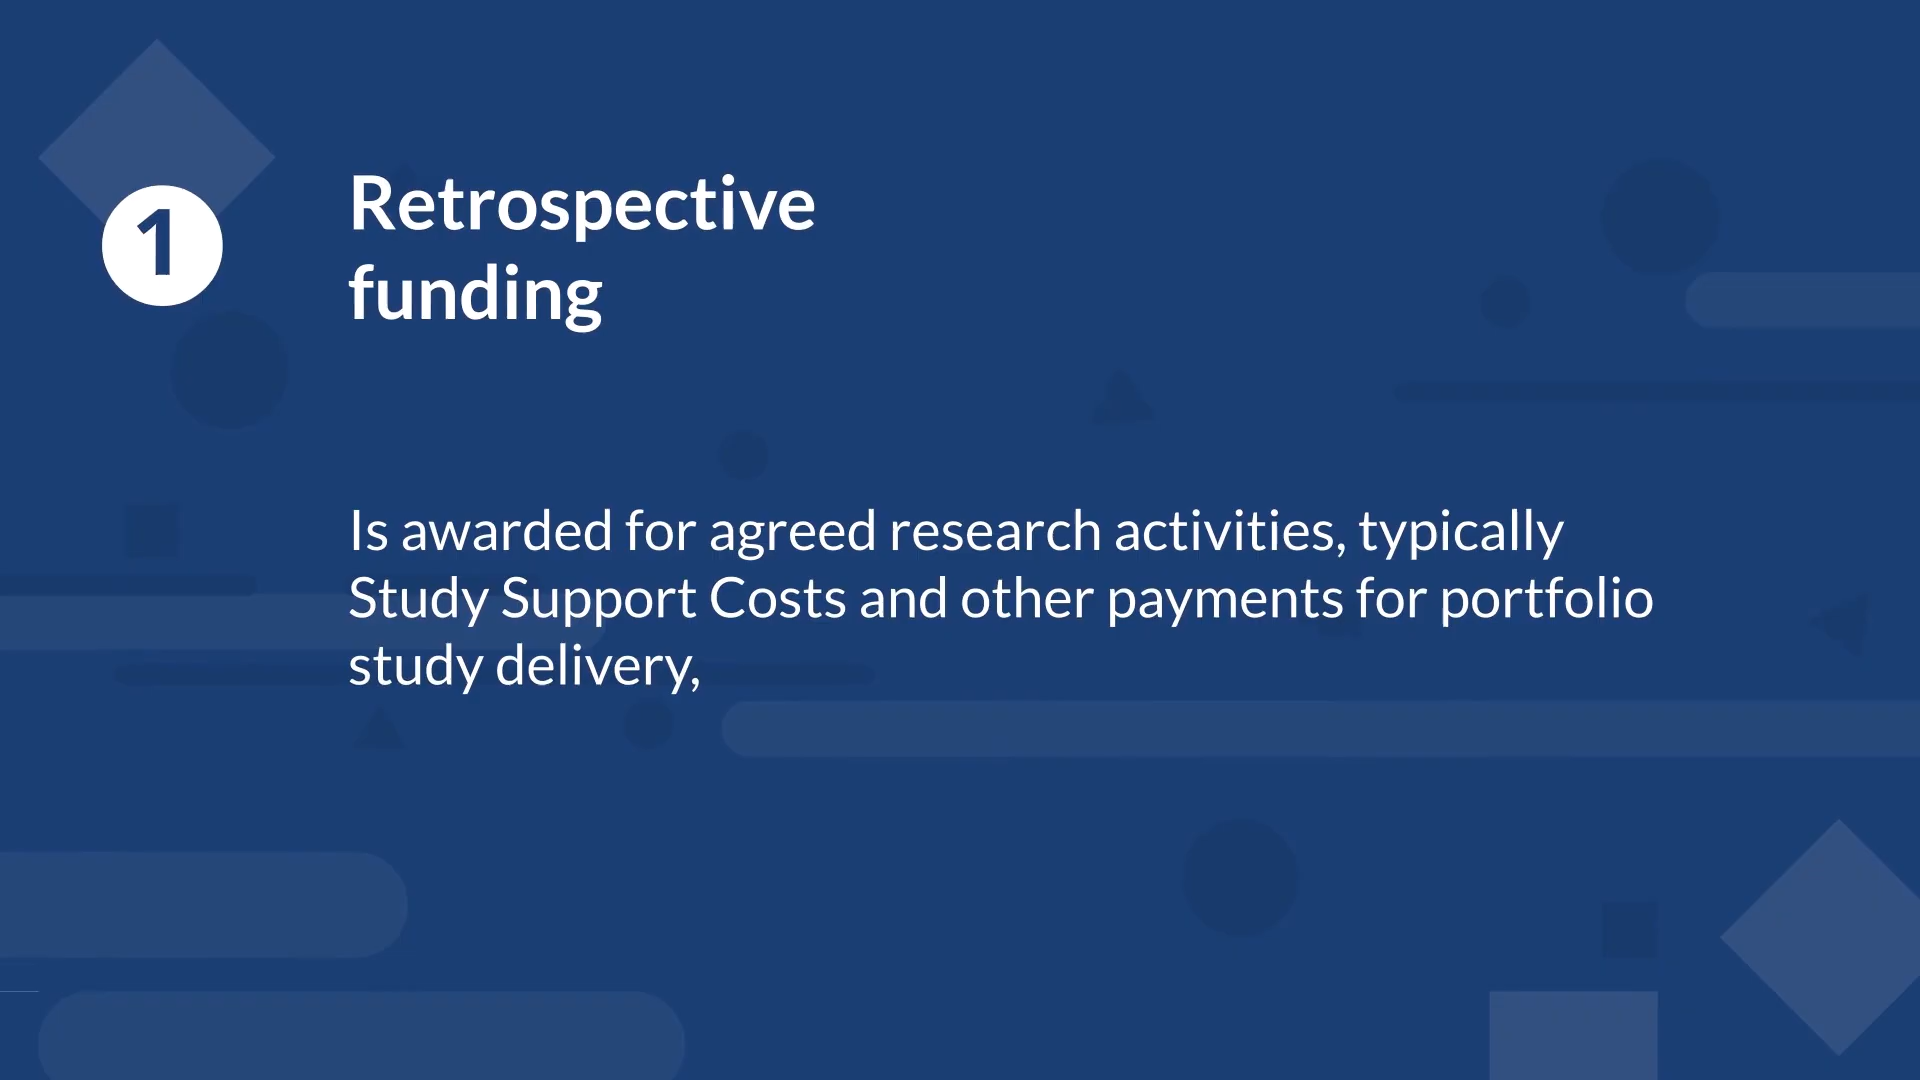 1
Retrospective
funding
Is awarded for agreed research activities, typically
Study Support Costs and other payments for portfolio
study delivery,